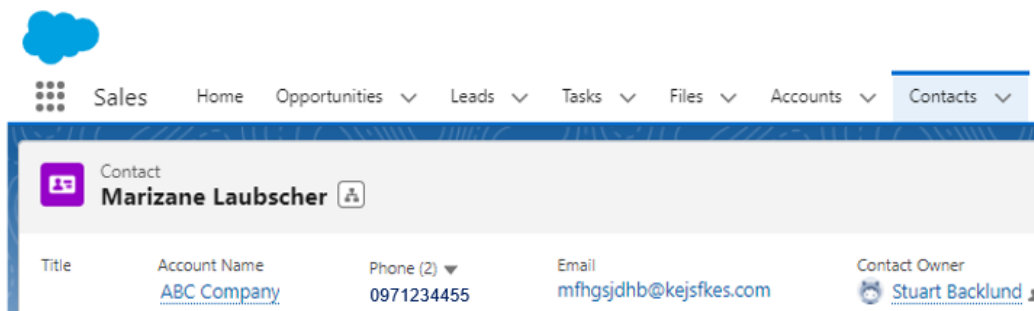 Sales Home Opportunities Leads Tasks Files Accounts Contacts
Contact
Marizane Laubscher
Title Account Name Phone (2) Email Contact Owner
ABC Company 0971234455 mfhgsjdhb@kejsfkes.com Stuart Backlund